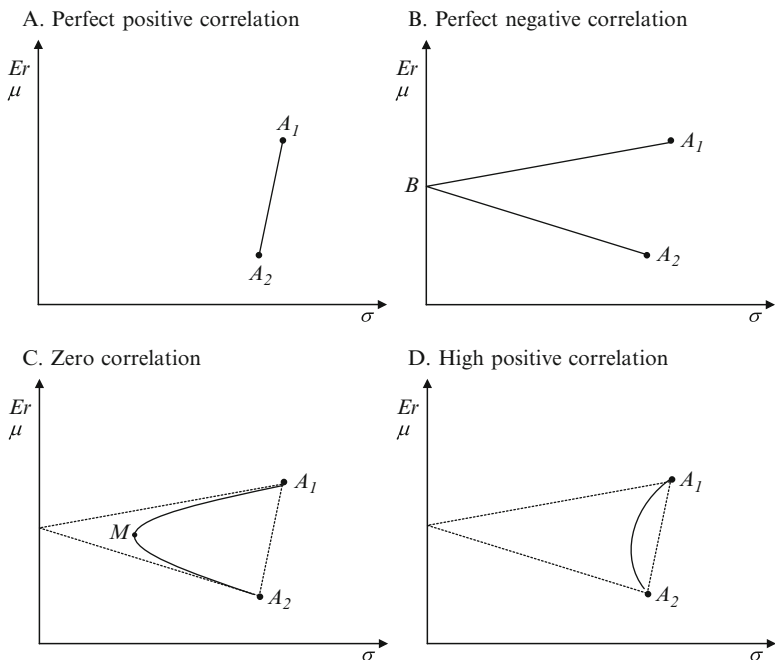 A. Perfect positive correlation
Er
μ
A1
A2
σ
B. Perfect negative correlation
Er
μ
B
A1
A2
σ
C. Zero correlation
Er
μ
M
A1
A2
σ
D. High positive correlation
Er
μ
A1
A2
σ